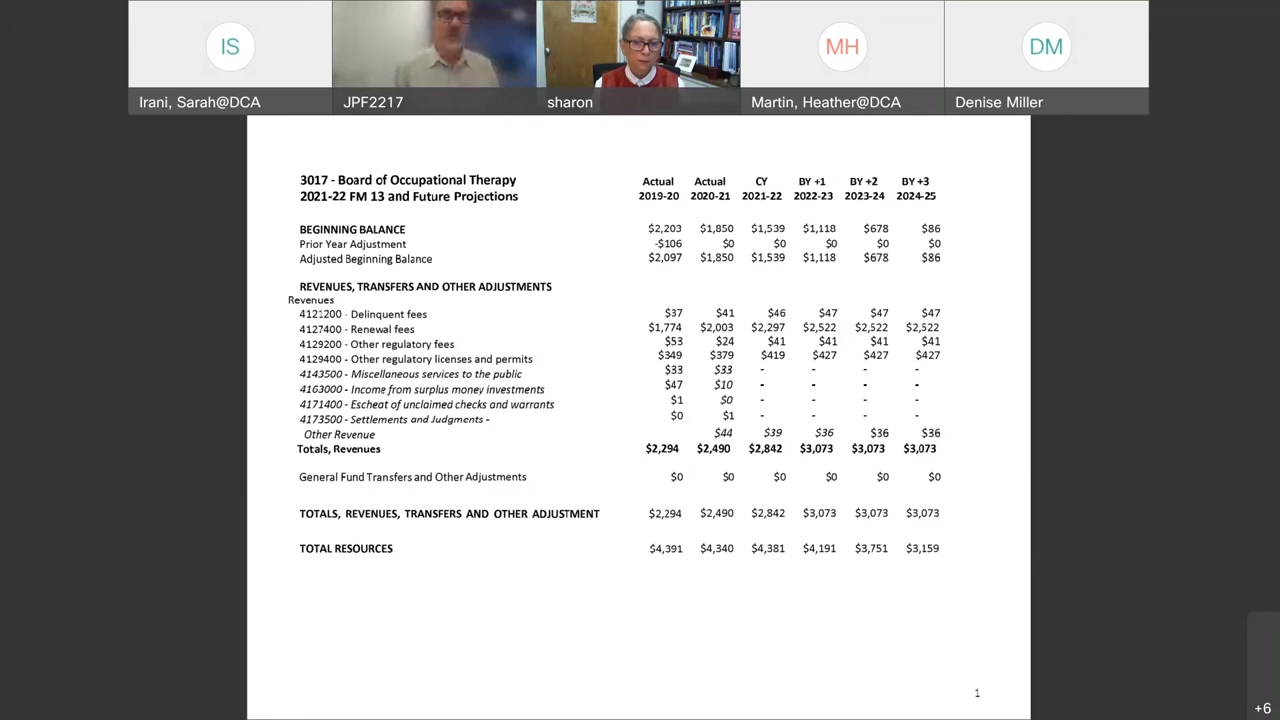 IS
MH
DM
Irani, Sarah@DCA
JPF2217
sharon
Martin, Heather@DCA
Denise Miller
3017 - Board of Occupational Therapy Actual Actual CY BY +1 BY +2 BY +3
2021-22 FM 13 and Future Projections 2019-20 2020-21 2021-22 2022-23 2023-24 2024-25
BEGINNING BALANCE $2,203 $1,850 $1,539 $1,118 $678 $86
Prior Year Adjustment -$106 $0 $0 $0 $0 $0
Adjusted Beginning Balance $2,097 $1,850 $1,539 $1,118 $678 $86
REVENUES, TRANSFERS AND OTHER ADJUSTMENTS
Revenues
4121200 - Delinquent fees $37 $41 $46 $47 $47 $47
4127400 - Renewal fees $1,774 $2,003 $2,297 $2,522 $2,522 $2,522
4129200 - Other regulatory fees $53 $24 $41 $41 $41 $41
4129400 - Other regulatory licenses and permits $349 $379 $419 $427 $427 $427
4143500 - Miscellaneous services to the public $33 $33 - - - -
4163000 - Income from surplus money investments $47 $10 - - - -
4171400 - Escheat of unclaimed checks and warrants $1 $0 - - - -
4173500 - Settlements and Judgments - $0 $1 - - - -
Other Revenue $44 $39 $36 $36 $36
Totals, Revenues $2,294 $2,490 $2,842 $3,073 $3,073 $3,073
General Fund Transfers and Other Adjustments $0 $0 $0 $0 $0 $0
TOTALS, REVENUES, TRANSFERS AND OTHER ADJUSTMENT $2,294 $2,490 $2,842 $3,073 $3,073 $3,073
TOTAL RESOURCES $4,391 $4,340 $4,381 $4,191 $3,751 $3,159
1
+6